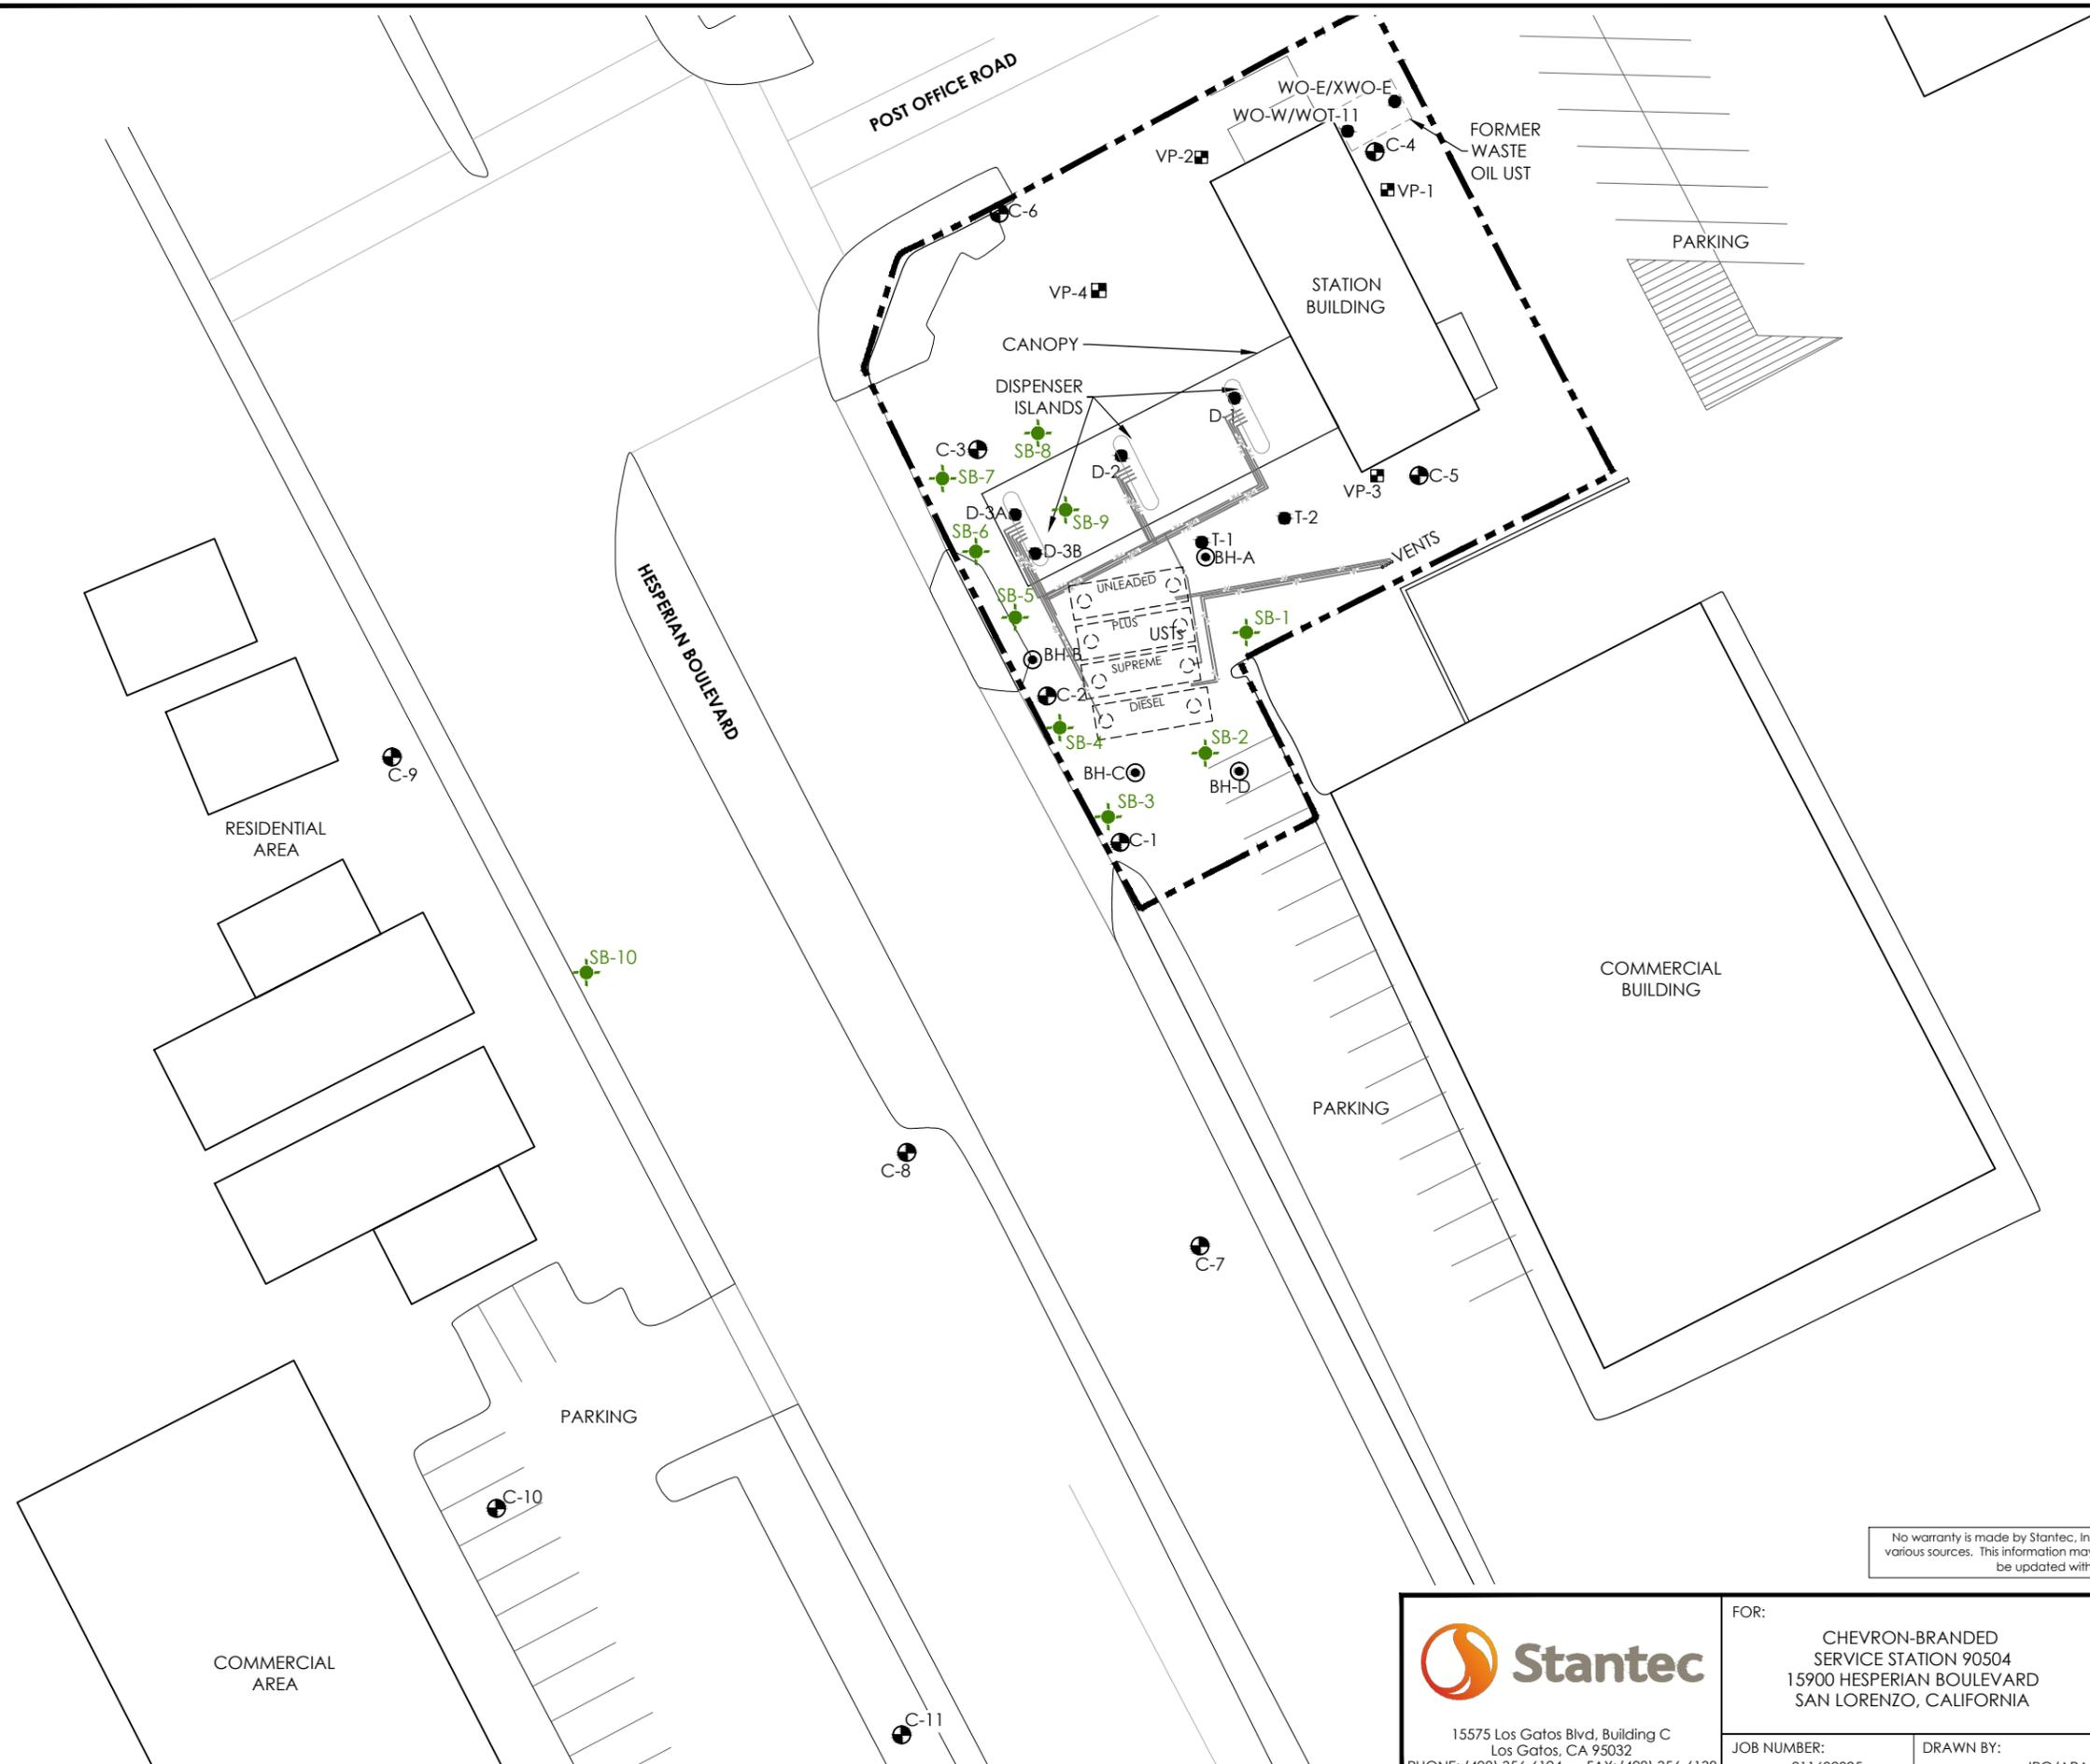 POST OFFICE ROAD
WO-E/XWO-E
WO-W/WOT-11
FORMER
WASTE
OIL UST
C-4
VP-2
VP-1
C-6
PARKING
STATION
BUILDING
VP-4
CANOPY
DISPENSER
ISLANDS
D-1
C-3
SB-8
D-2
SB-7
VP-3
C-5
D-3A
SB-9
SB-6
T-2
T-1
D-3B
BH-A
VENTS
HESPERIAN BOULEVARD
UNLEADED
SB-5
PLUS
USTs
SB-1
BH-B
SUPREME
C-2
DIESEL
SB-4
SB-2
C-9
BH-C
BH-D
SB-3
RESIDENTIAL
AREA
C-1
SB-10
COMMERCIAL
BUILDING
PARKING
C-8
C-7
PARKING
C-10
COMMERCIAL
AREA
C-11
No warranty is made by Stantec, In
various sources. This information may
be updated with
Stantec
15575 Los Gatos Blvd, Building C
Los Gatos, CA 95032
FOR:
CHEVRON-BRANDED
SERVICE STATION 90504
15900 HESPERIAN BOULEVARD
SAN LORENZO, CALIFORNIA
JOB NUMBER:
DRAWN BY: